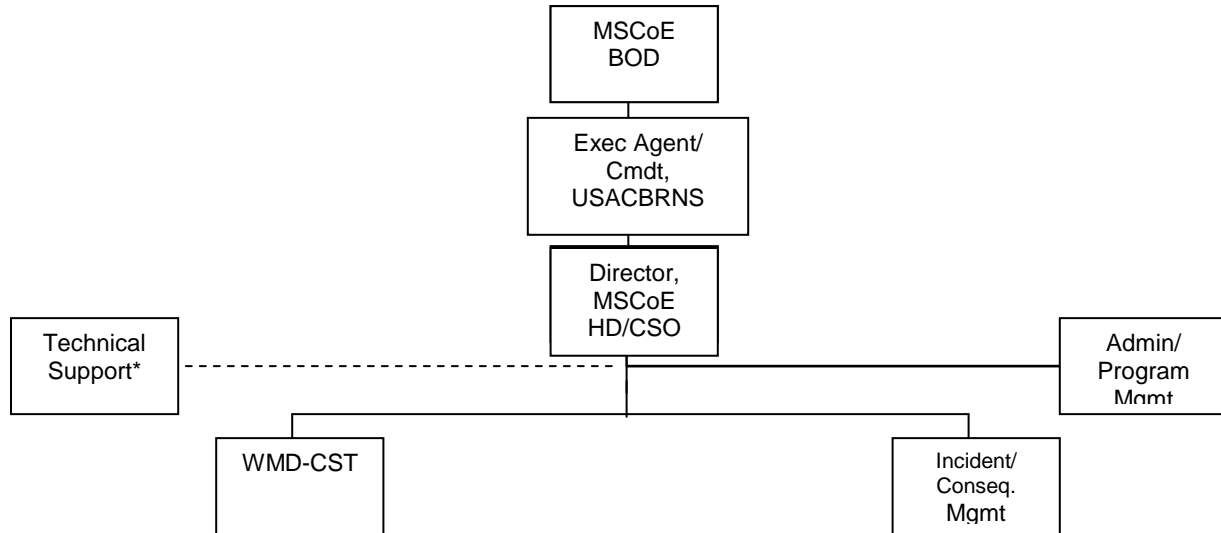 MSCoE
BOD
Exec Agent/
Cmdt,
USACBRNS
Director,
MSCoE
HD/CSO
Technical
Support*
Admin/
Program
Mgmt
WMD-CST
Incident/
Conseq.
Mgmt